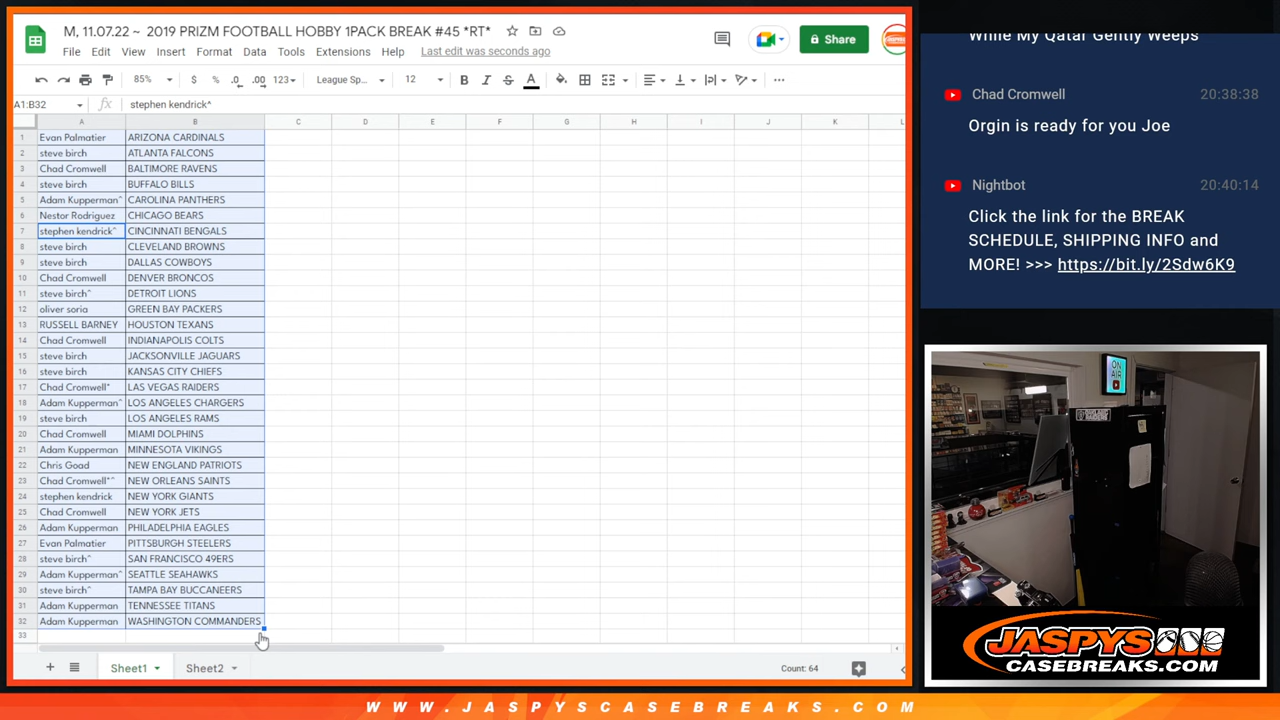 M, 11.07.22 ~ 2019 PRIZM FOOTBALL HOBBY 1PACK BREAK #45 *RT*
File Edit View Insert Format Data Tools Extensions Help Last edit was seconds ago
Share
85% $ % .0 .00 123 League Sp... 12 B I S A
A1:B32 fx stephen kendrick^
A B C D E F G H I J K L
1 Evan Palmatier ARIZONA CARDINALS
2 steve birch ATLANTA FALCONS
3 Chad Cromwell BALTIMORE RAVENS
4 steve birch BUFFALO BILLS
5 Adam Kupperman^ CAROLINA PANTHERS
6 Nestor Rodriguez CHICAGO BEARS
7 stephen kendrick^ CINCINNATI BENGALS
8 steve birch CLEVELAND BROWNS
9 steve birch DALLAS COWBOYS
10 Chad Cromwell DENVER BRONCOS
11 steve birch^ DETROIT LIONS
12 oliver soria GREEN BAY PACKERS
13 RUSSELL BARNEY HOUSTON TEXANS
14 Chad Cromwell INDIANAPOLIS COLTS
15 steve birch JACKSONVILLE JAGUARS
16 steve birch KANSAS CITY CHIEFS
17 Chad Cromwell* LAS VEGAS RAIDERS
18 Adam Kupperman^ LOS ANGELES CHARGERS
19 steve birch LOS ANGELES RAMS
20 Chad Cromwell MIAMI DOLPHINS
21 Adam Kupperman MINNESOTA VIKINGS
22 Chris Goad NEW ENGLAND PATRIOTS
23 Chad Cromwell*^ NEW ORLEANS SAINTS
24 stephen kendrick NEW YORK GIANTS
25 Chad Cromwell NEW YORK JETS
26 Adam Kupperman PHILADELPHIA EAGLES
27 Evan Palmatier PITTSBURGH STEELERS
28 steve birch^ SAN FRANCISCO 49ERS
29 Adam Kupperman^ SEATTLE SEAHAWKS
30 steve birch^ TAMPA BAY BUCCANEERS
31 Adam Kupperman TENNESSEE TITANS
32 Adam Kupperman WASHINGTON COMMANDERS
33
Sheet1 Sheet2 Count: 64
While My Qatar Gently Weeps
Chad Cromwell 20:38:38
Orgin is ready for you Joe
Nightbot 20:40:14
Click the link for the BREAK
SCHEDULE, SHIPPING INFO and
MORE! >>> https://bit.ly/2Sdw6K9
ON
AIR
JASPYS
CASEBREAKS.COM
WWW.JASPYSCASEBREAKS.COM